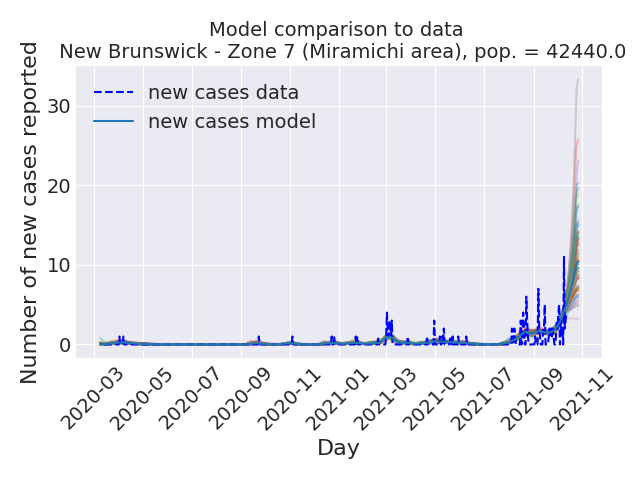 Model comparison to data
New Brunswick - Zone 7 (Miramichi area), pop. = 42440.0
new cases data
new cases model
Number of new cases reported
30
20
10
0
2020-03
2020-05
2020-07
2020-09
2020-11
2021-01
2021-03
2021-05
2021-07
2021-09
2021-11
Day